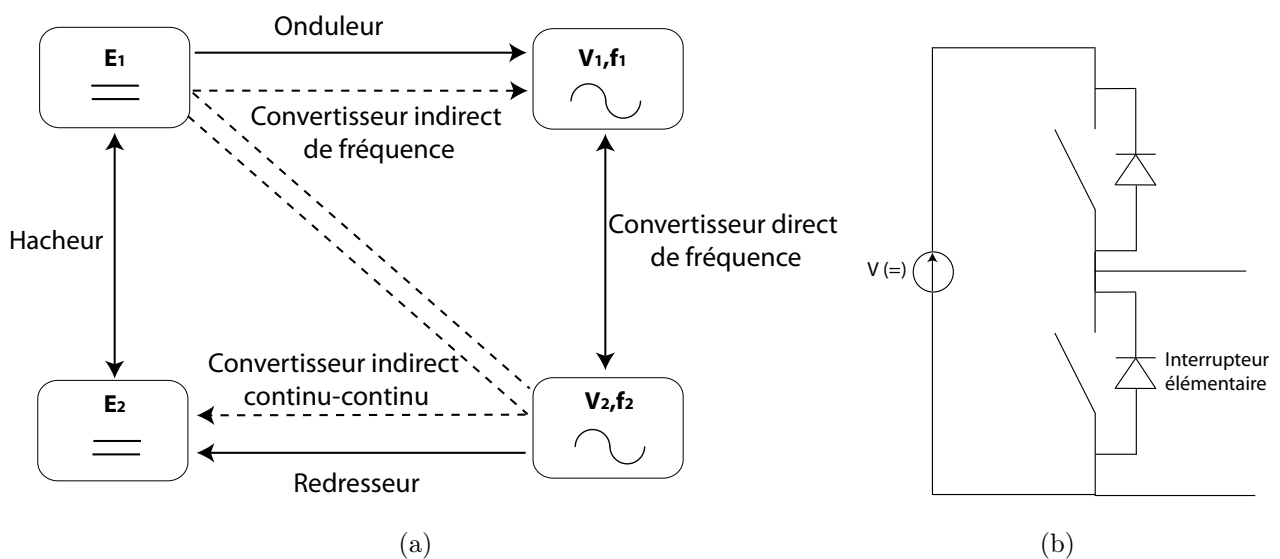 Onduleur
E1
V1,f1
Convertisseur indirect
de fréquence
Hacheur
Convertisseur direct
de fréquence
V (=)
Convertisseur indirect
continu-continu
E2
V2,f2
Redresseur
Interrupteur
élémentaire
(a)
(b)